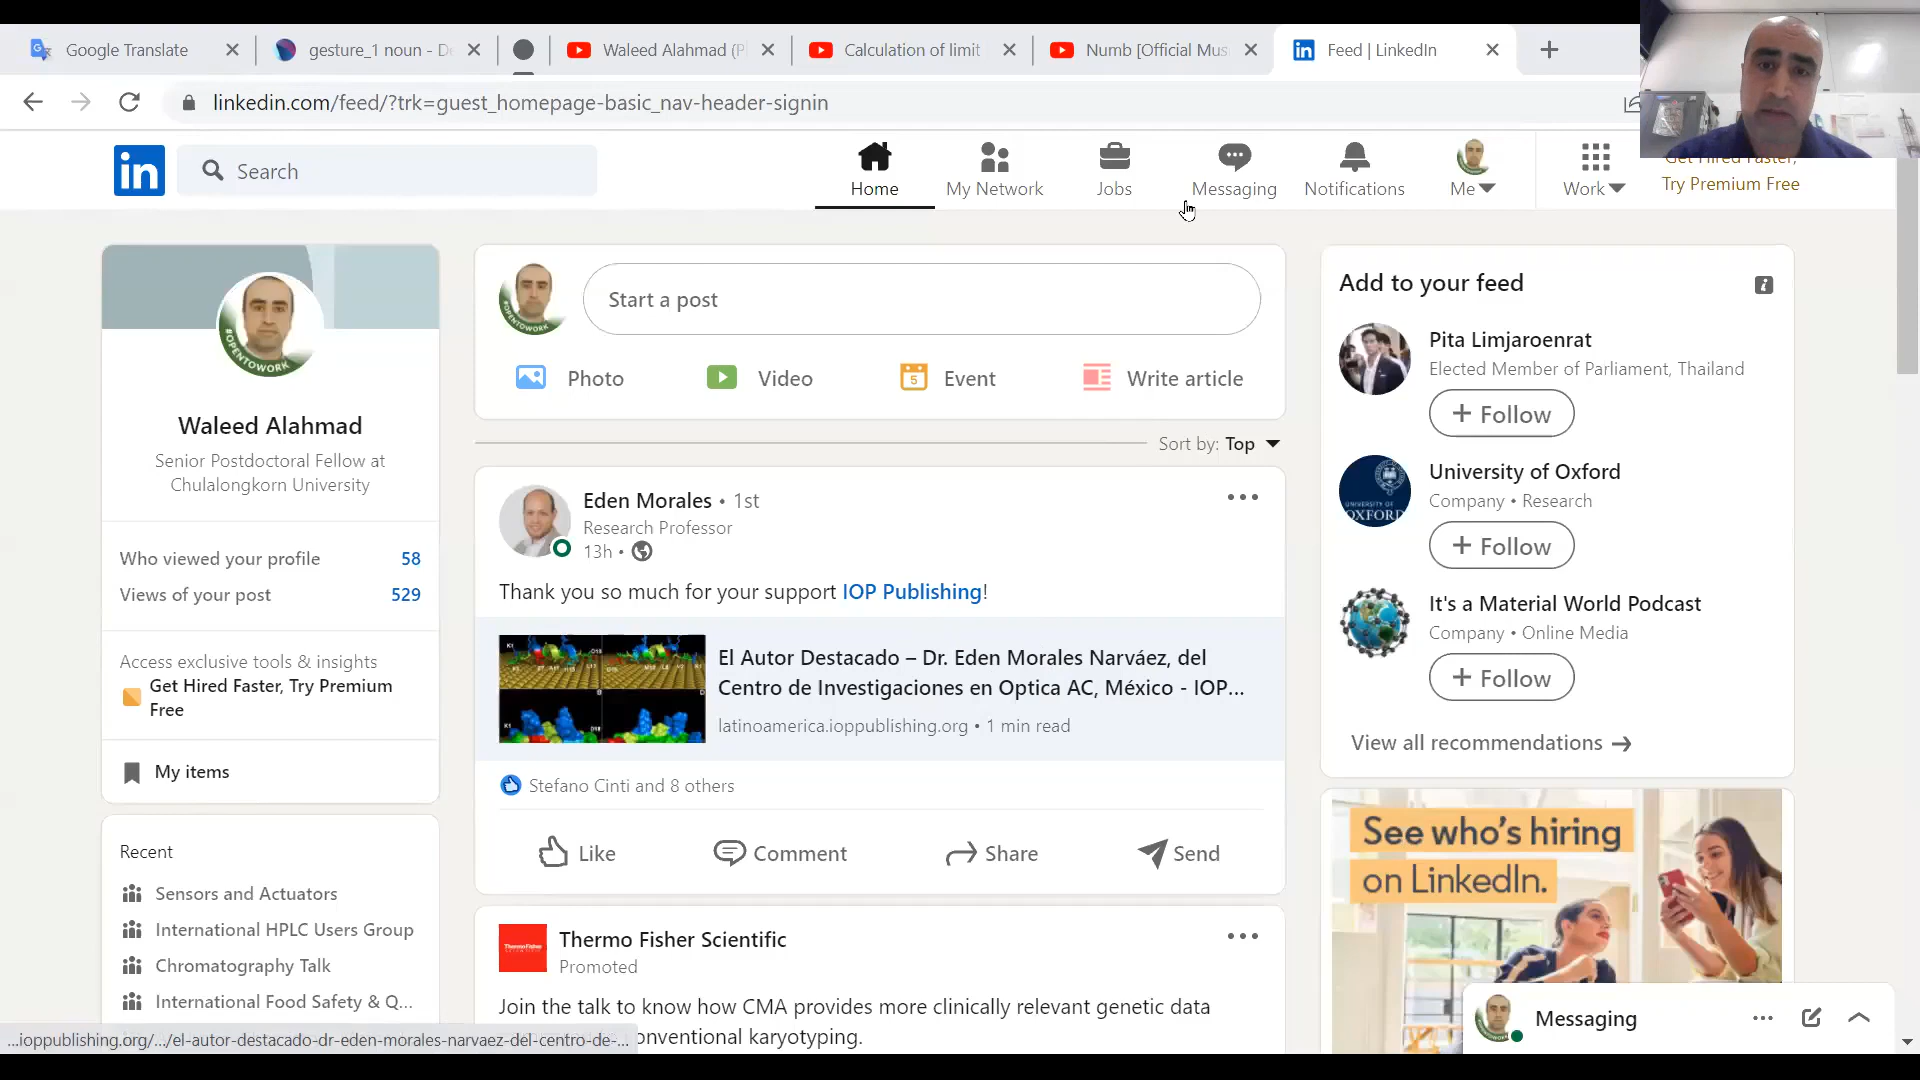 Google Translate
gesture_1 noun - De
Waleed Alahmad (P
Calculation of limit
Numb [Official Mus
Feed | LinkedIn
linkedin.com/feed/?trk=guest_homepage-basic_nav-header-signin
in
Search
Home
My Network
Jobs
Messaging
Notifications
Me
Work
Get Hired Faster,
Try Premium Free
#OPENTOWORK
Waleed Alahmad
Senior Postdoctoral Fellow at
Chulalongkorn University
Who viewed your profile 58
Views of your post 529
Access exclusive tools & insights
Get Hired Faster, Try Premium
Free
My items
Recent
Sensors and Actuators
International HPLC Users Group
Chromatography Talk
International Food Safety & Q...
Start a post
Photo
Video
Event
Write article
Sort by: Top
Eden Morales • 1st
Research Professor
13h •
Thank you so much for your support IOP Publishing!
El Autor Destacado – Dr. Eden Morales Narváez, del
Centro de Investigaciones en Optica AC, México - IOP...
latinoamerica.ioppublishing.org • 1 min read
Stefano Cinti and 8 others
Like
Comment
Share
Send
Thermo Fisher Scientific
Promoted
Join the talk to know how CMA provides more clinically relevant genetic data
onventional karyotyping.
Add to your feed
Pita Limjaroenrat
Elected Member of Parliament, Thailand
+ Follow
UNIVERSITY OF
OXFORD
University of Oxford
Company • Research
+ Follow
It's a Material World Podcast
Company • Online Media
+ Follow
View all recommendations →
See who's hiring
on LinkedIn.
Messaging
...ioppublishing.org/.../el-autor-destacado-dr-eden-morales-narvaez-del-centro-de-...